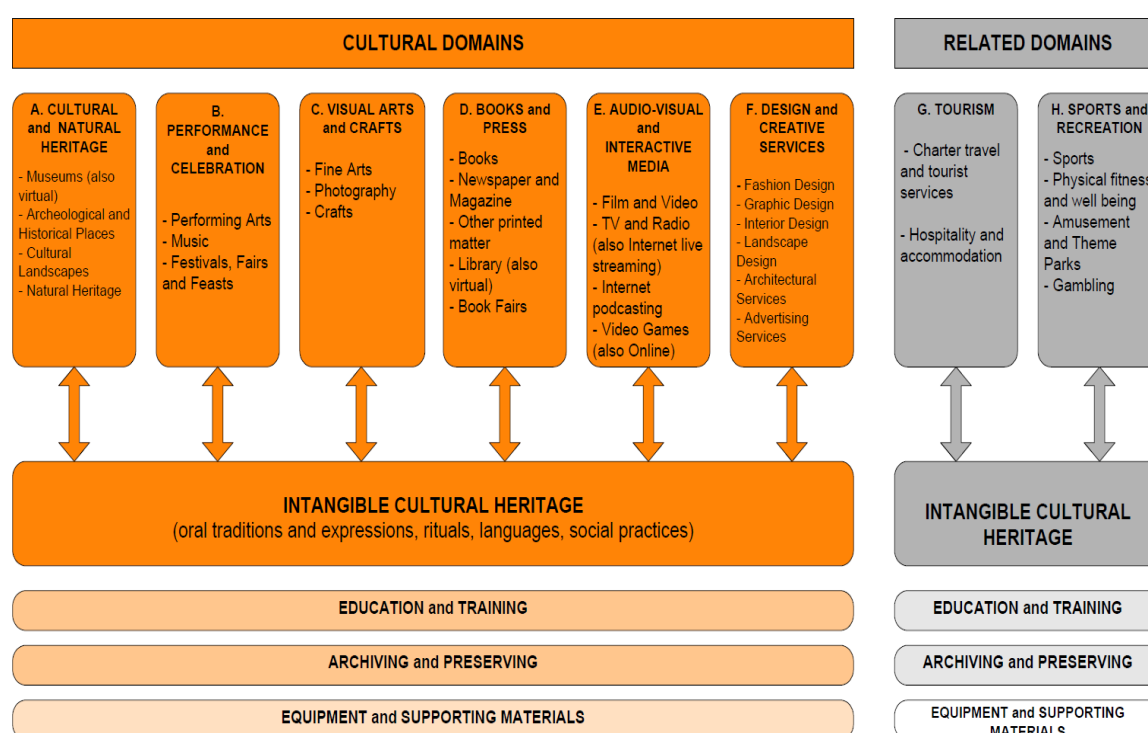 CULTURAL DOMAINS
RELATED DOMAINS
A. CULTURAL
and NATURAL
HERITAGE
- Museums (also
virtual)
- Archeological and
Historical Places
- Cultural
Landscapes
- Natural Heritage
B.
PERFORMANCE
and
CELEBRATION
- Performing Arts
- Music
- Festivals, Fairs
and Feasts
C. VISUAL ARTS
and CRAFTS
- Fine Arts
- Photography
- Crafts
D. BOOKS and
PRESS
- Books
- Newspaper and
Magazine
- Other printed
matter
- Library (also
virtual)
- Book Fairs
E. AUDIO-VISUAL
and
INTERACTIVE
MEDIA
- Film and Video
- TV and Radio
(also Internet live
streaming)
- Internet
podcasting
- Video Games
(also Online)
F. DESIGN and
CREATIVE
SERVICES
- Fashion Design
- Graphic Design
- Interior Design
- Landscape
Design
- Architectural
Services
- Advertising
Services
G. TOURISM
- Charter travel
and tourist
services
- Hospitality and
accommodation
H. SPORTS and
RECREATION
- Sports
- Physical fitness
and well being
- Amusement
and Theme
Parks
- Gambling
INTANGIBLE CULTURAL HERITAGE
(oral traditions and expressions, rituals, languages, social practices)
INTANGIBLE CULTURAL
HERITAGE
EDUCATION and TRAINING
EDUCATION and TRAINING
ARCHIVING and PRESERVING
ARCHIVING and PRESERVING
EQUIPMENT and SUPPORTING MATERIALS
EQUIPMENT and SUPPORTING
MATERIALS